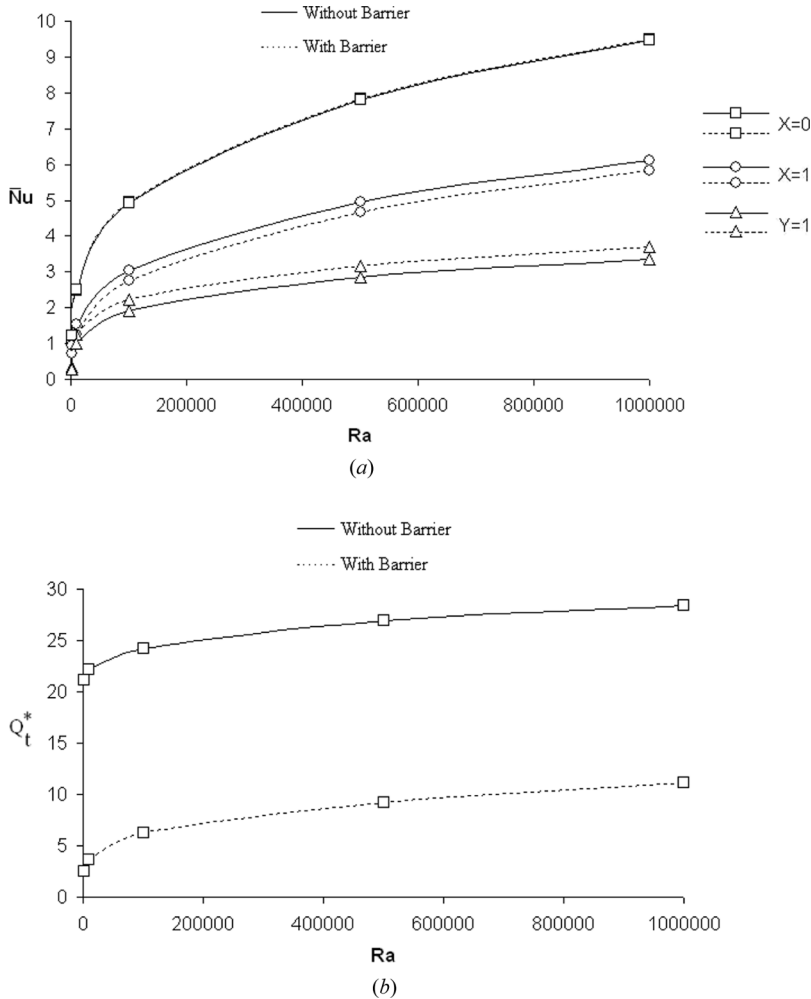 Without Barrier
With Barrier
10
9
8
7
6
5
4
3
2
1
0
N̅u
0 200000 400000 600000 800000 1000000
Ra
X=0
X=1
Y=1
(a)
Without Barrier
With Barrier
30
25
20
15
10
5
0
Q*t
0 200000 400000 600000 800000 1000000
Ra
(b)